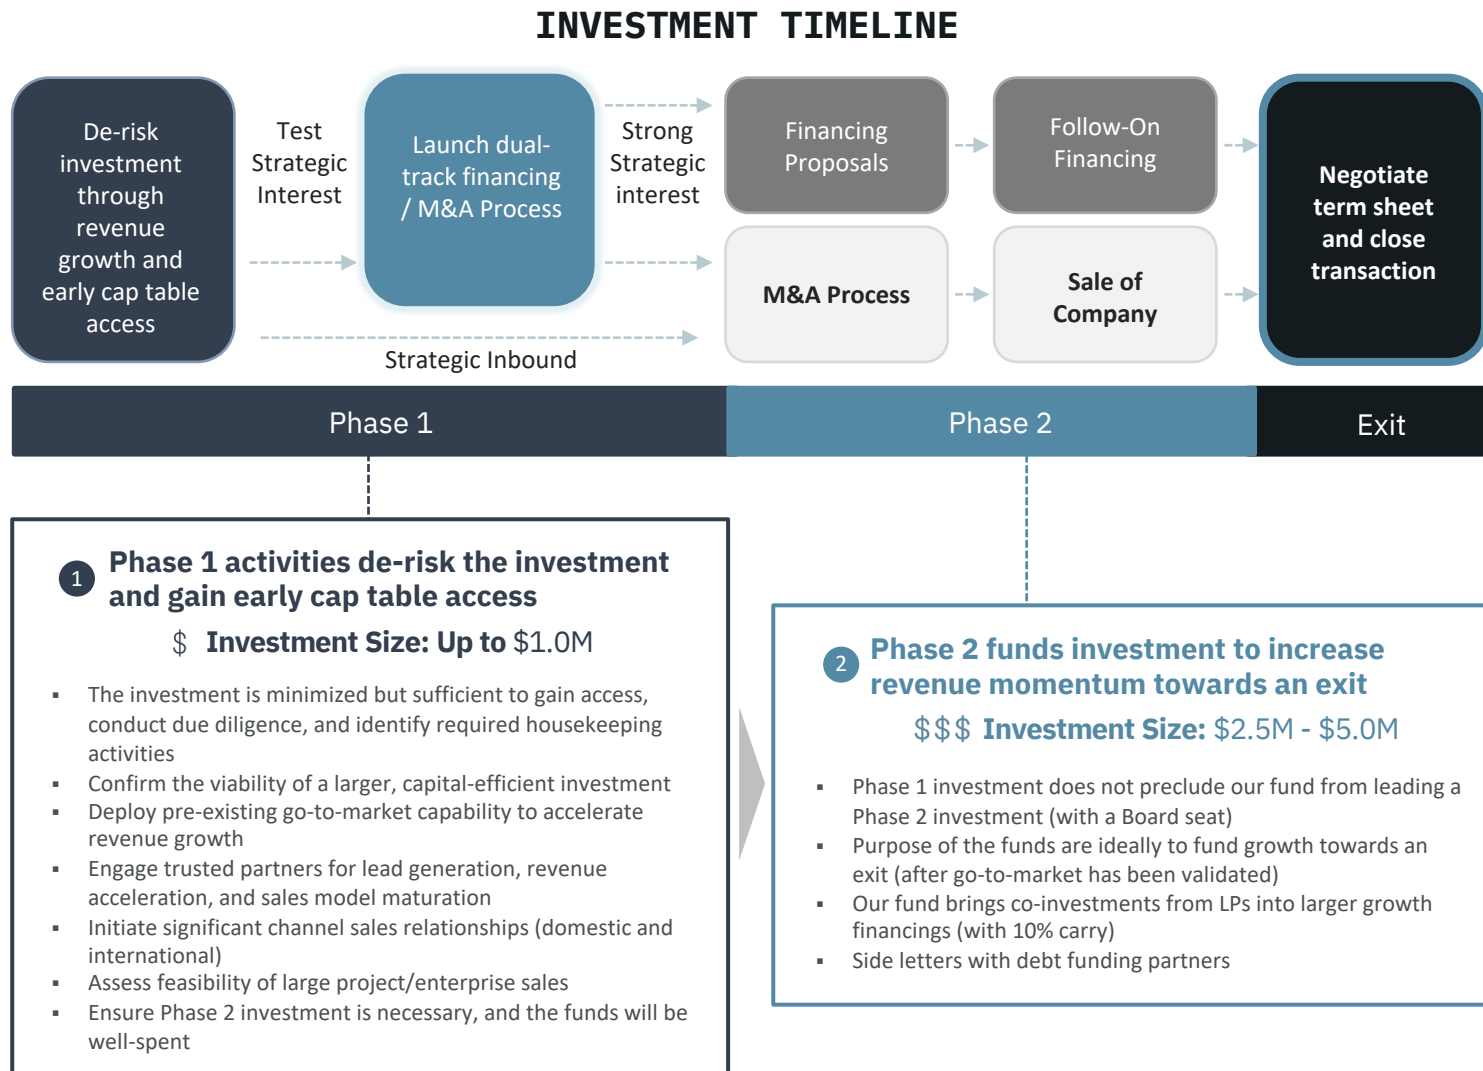 INVESTMENT TIMELINE
De-risk
investment
through
revenue
growth and
early cap table
access
Test
Strategic
Interest
Launch dual-
track financing
/ M&A Process
Strong
Strategic
interest
Strategic Inbound
Financing
Proposals
Follow-On
Financing
M&A Process
Sale of
Company
Negotiate
term sheet
and close
transaction
Phase 1
Phase 2
Exit
1
Phase 1 activities de-risk the investment
and gain early cap table access
$ Investment Size: Up to $1.0M
▪ The investment is minimized but sufficient to gain access,
conduct due diligence, and identify required housekeeping
activities
▪ Confirm the viability of a larger, capital-efficient investment
▪ Deploy pre-existing go-to-market capability to accelerate
revenue growth
▪ Engage trusted partners for lead generation, revenue
acceleration, and sales model maturation
▪ Initiate significant channel sales relationships (domestic and
international)
▪ Assess feasibility of large project/enterprise sales
▪ Ensure Phase 2 investment is necessary, and the funds will be
well-spent
2
Phase 2 funds investment to increase
revenue momentum towards an exit
$$$ Investment Size: $2.5M - $5.0M
▪ Phase 1 investment does not preclude our fund from leading a
Phase 2 investment (with a Board seat)
▪ Purpose of the funds are ideally to fund growth towards an
exit (after go-to-market has been validated)
▪ Our fund brings co-investments from LPs into larger growth
financings (with 10% carry)
▪ Side letters with debt funding partners